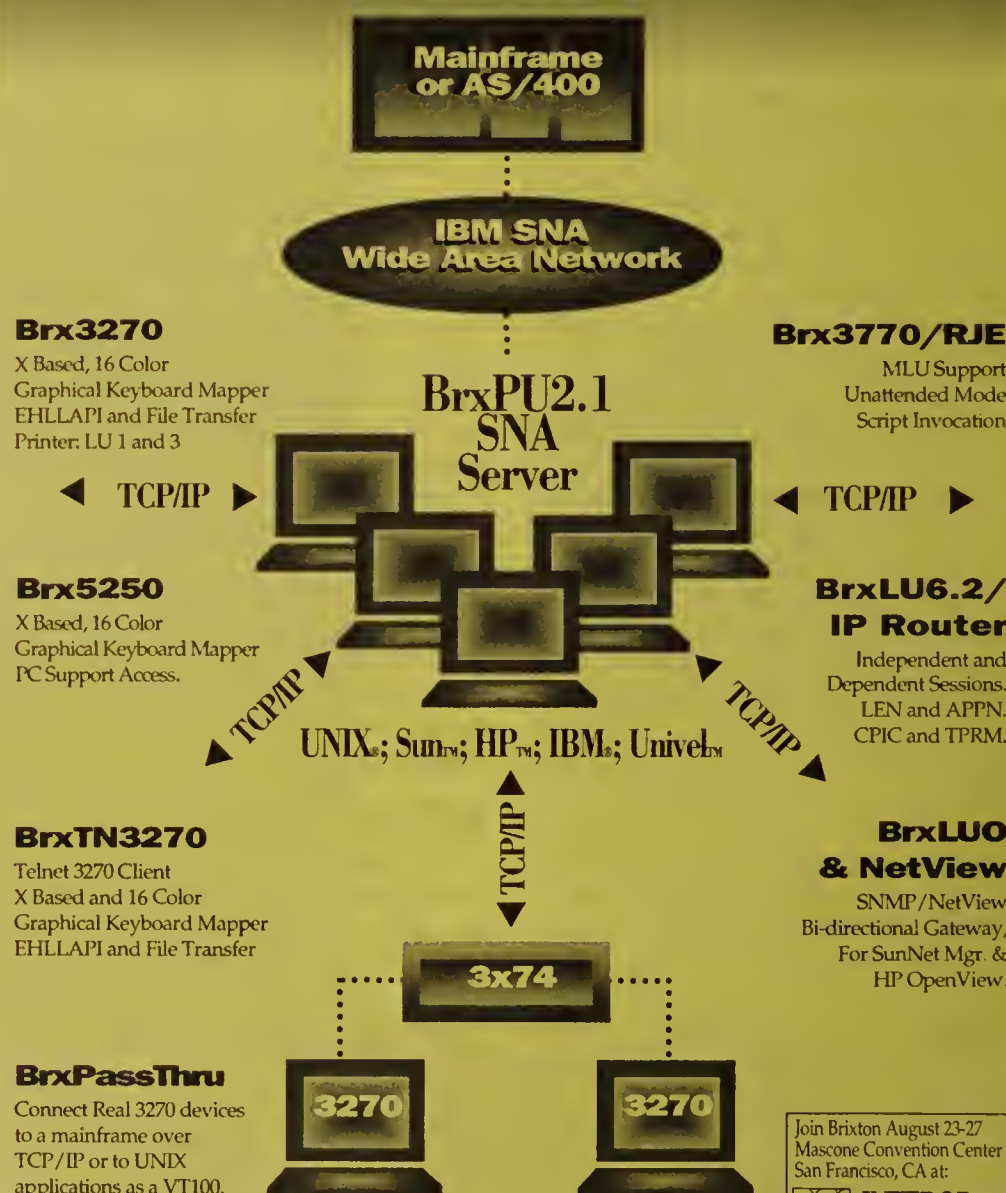 Mainframe
or AS/400
IBM SNA
Wide Area Network
Brx3270
X Based, 16 Color
Graphical Keyboard Mapper
EHLLAPI and File Transfer
Printer: LU 1 and 3
BrxPU2.1
SNA
Server
Brx3770/RJE
MLU Support
Unattended Mode
Script Invocation
◀ TCP/IP ▶
◀ TCP/IP ▶
Brx5250
X Based, 16 Color
Graphical Keyboard Mapper
PC Support Access.
BrxLU6.2/
IP Router
Independent and
Dependent Sessions.
LEN and APPN.
CPIC and TPRM.
TCP/IP
TCP/IP
UNIX®; Sun™; HP™; IBM®; Univel™
TCP/IP
BrxTN3270
Telnet 3270 Client
X Based and 16 Color
Graphical Keyboard Mapper
EHLLAPI and File Transfer
BrxLUO
& NetView
SNMP/NetView
Bi-directional Gateway,
For SunNet Mgr. &
HP OpenView.
3x74
BrxPassThru
Connect Real 3270 devices
to a mainframe over
TCP/IP or to UNIX
applications as a VT100.
3270
3270
Join Brixton August 23-27
Mascone Convention Center
San Francisco, CA at: